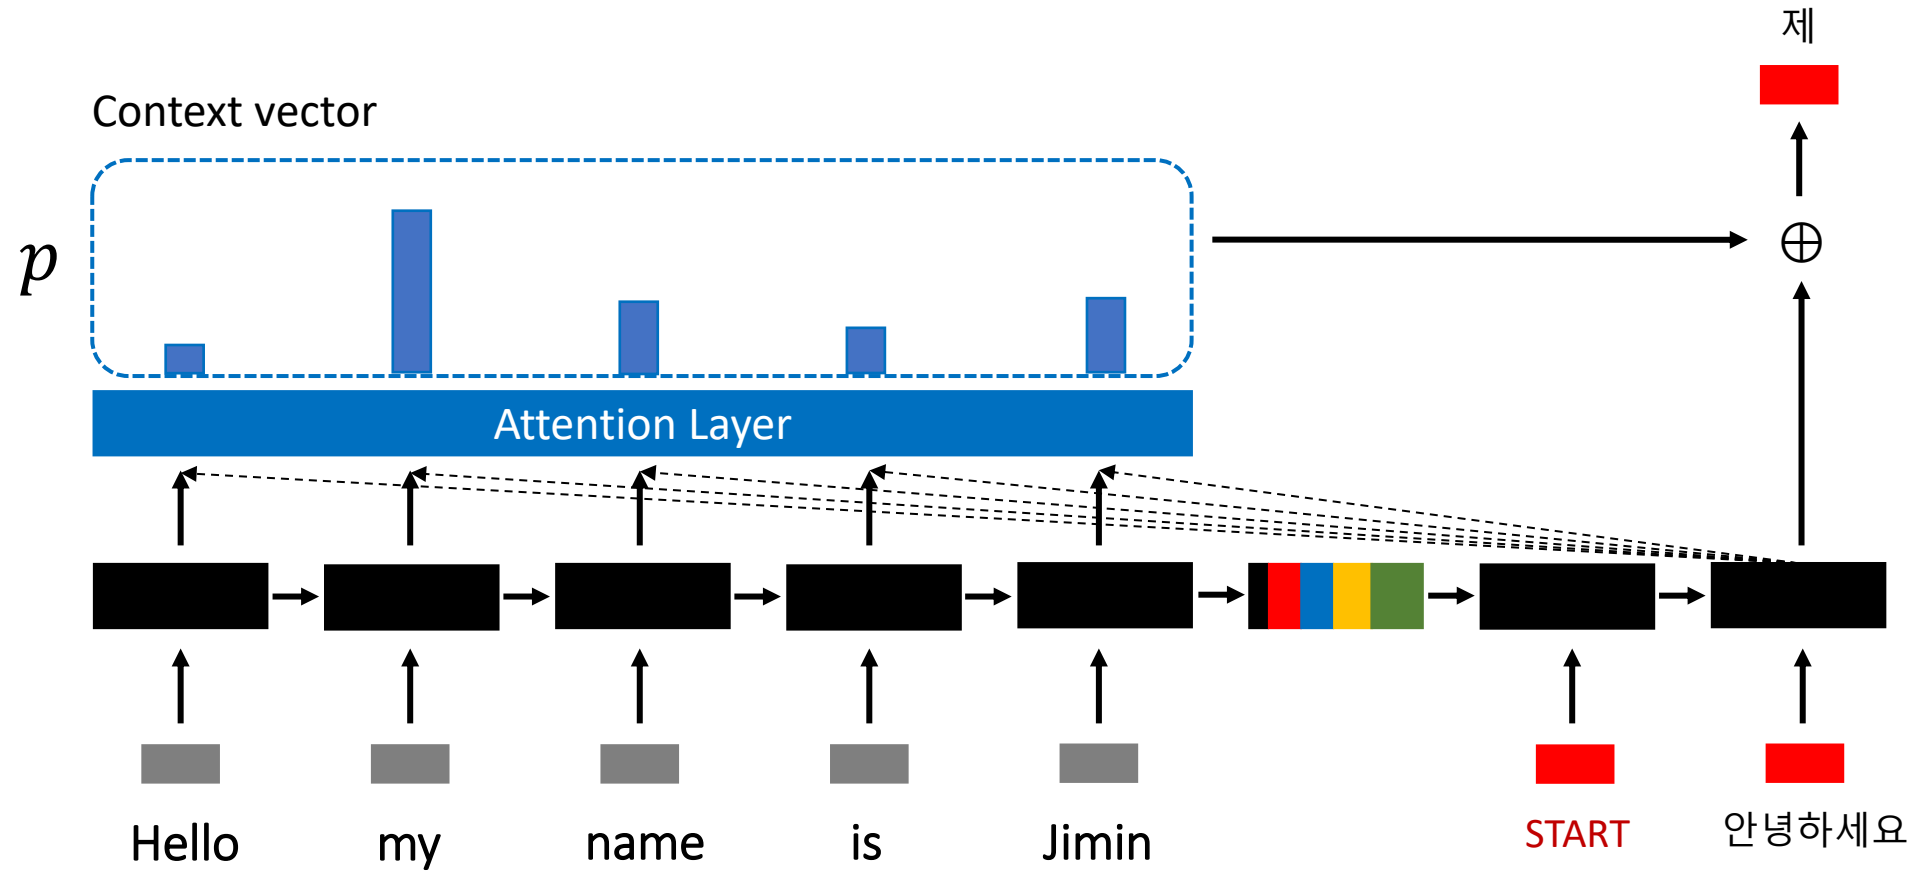 제
Context vector
p
Attention Layer
Hello my name is Jimin START 안녕하세요